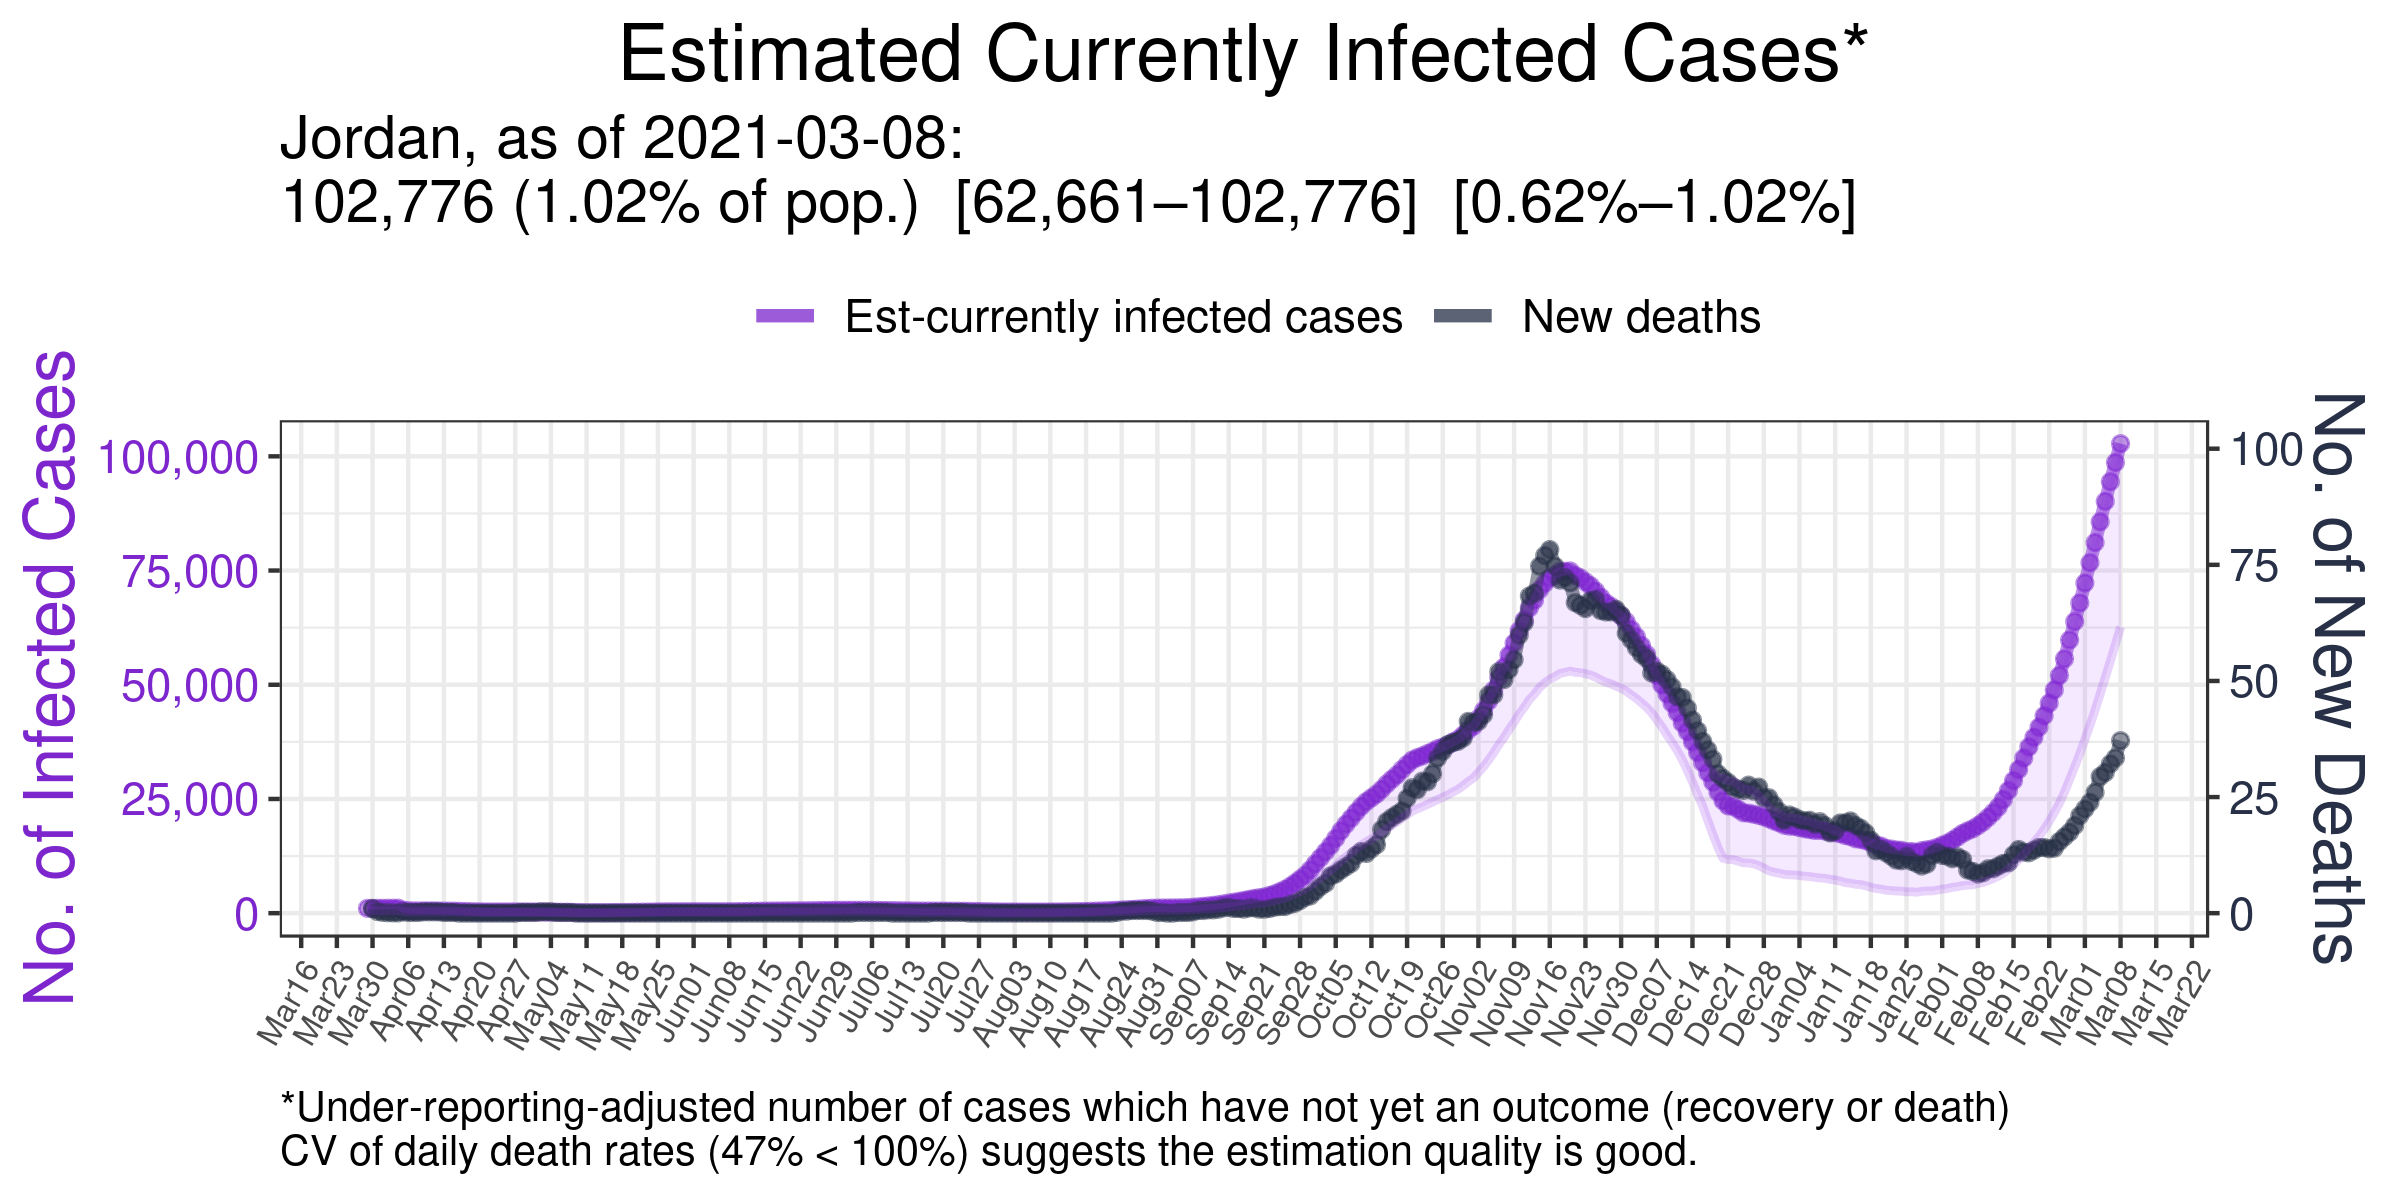 Estimated Currently Infected Cases*
Jordan, as of 2021-03-08:
102,776 (1.02% of pop.) [62,661–102,776] [0.62%–1.02%]
Est-currently infected cases
New deaths
No. of Infected Cases
100,000
75,000
50,000
25,000
0
100
75
50
25
0
No. of New Deaths
Mar16
Mar23
Mar30
Apr06
Apr13
Apr20
Apr27
May04
May11
May18
May25
Jun01
Jun08
Jun15
Jun22
Jun29
Jul06
Jul13
Jul20
Jul27
Aug03
Aug10
Aug17
Aug24
Aug31
Sep07
Sep14
Sep21
Sep28
Oct05
Oct12
Oct19
Oct26
Nov02
Nov09
Nov16
Nov23
Nov30
Dec07
Dec14
Dec21
Dec28
Jan04
Jan11
Jan18
Jan25
Feb01
Feb08
Feb15
Feb22
Mar01
Mar08
Mar15
Mar22
*Under-reporting-adjusted number of cases which have not yet an outcome (recovery or death)
CV of daily death rates (47% < 100%) suggests the estimation quality is good.